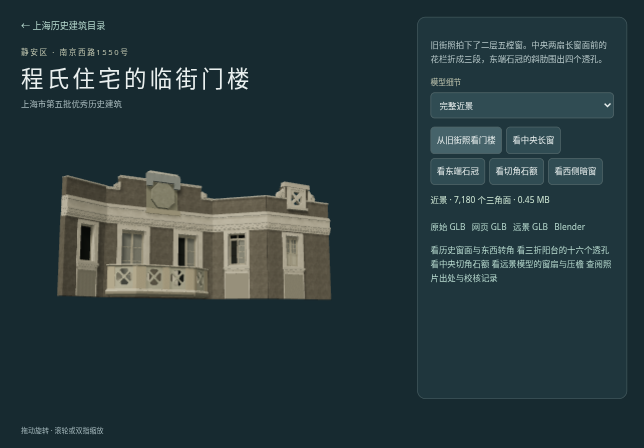 ← 上海历史建筑目录
静安区 · 南京西路1550号
程氏住宅的临街门楼
上海市第五批优秀历史建筑
旧街照拍下了二层五樘窗。中央两扇长窗面前的
花栏折成三段，东端石冠的斜肋围出四个透孔。
模型细节
完整近景
从旧街照看门楼 看中央长窗
看东端石冠 看切角石额 看西侧暗窗
近景 · 7,180 个三角面 · 0.45 MB
原始 GLB 网页 GLB 远景 GLB Blender
看历史窗面与东西转角 看三折阳台的十六个透孔
看中央切角石额 看远景模型的窗扇与压檐 查阅照
片出处与校核记录
拖动旋转 · 滚轮或双指缩放